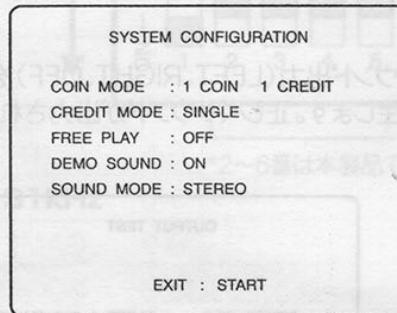 SYSTEM CONFIGURATION
COIN MODE : 1 COIN 1 CREDIT
CREDIT MODE : SINGLE
FREE PLAY : OFF
DEMO SOUND : ON
SOUND MODE : STEREO
EXIT : START